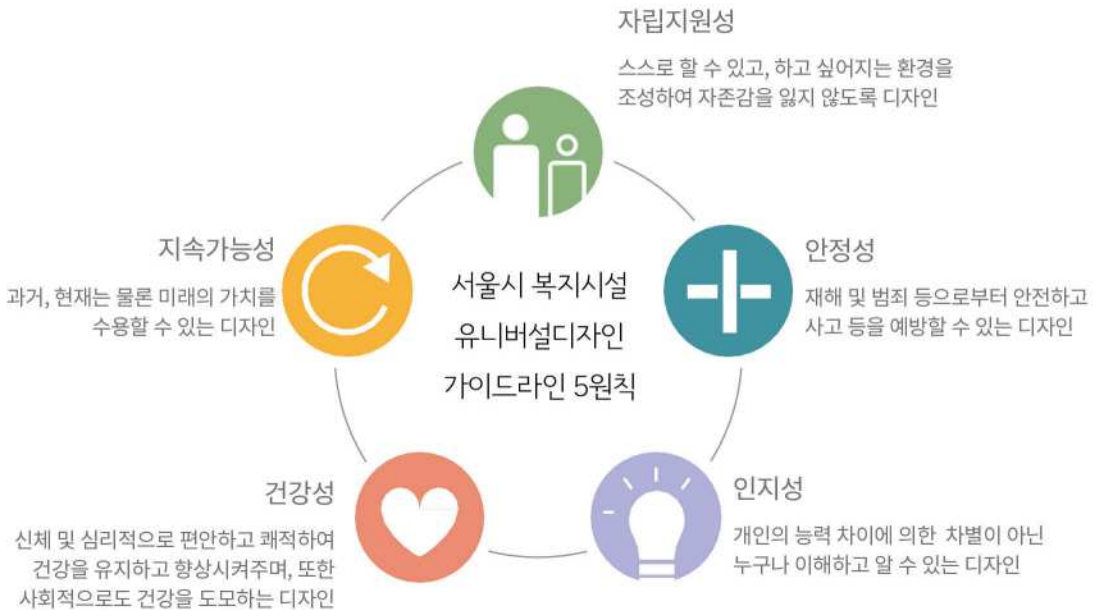 자립지원성
스스로 할 수 있고, 하고 싶어지는 환경을
조성하여 자존감을 잃지 않도록 디자인
지속가능성
과거, 현재는 물론 미래의 가치를
수용할 수 있는 디자인
서울시 복지시설
유니버설디자인
가이드라인 5원칙
안정성
재해 및 범죄 등으로부터 안전하고
사고 등을 예방할 수 있는 디자인
건강성
신체 및 심리적으로 편안하고 쾌적하여
건강을 유지하고 향상시켜주며, 또한
사회적으로도 건강을 도모하는 디자인
인지성
개인의 능력 차이에 의한 차별이 아닌
누구나 이해하고 알 수 있는 디자인